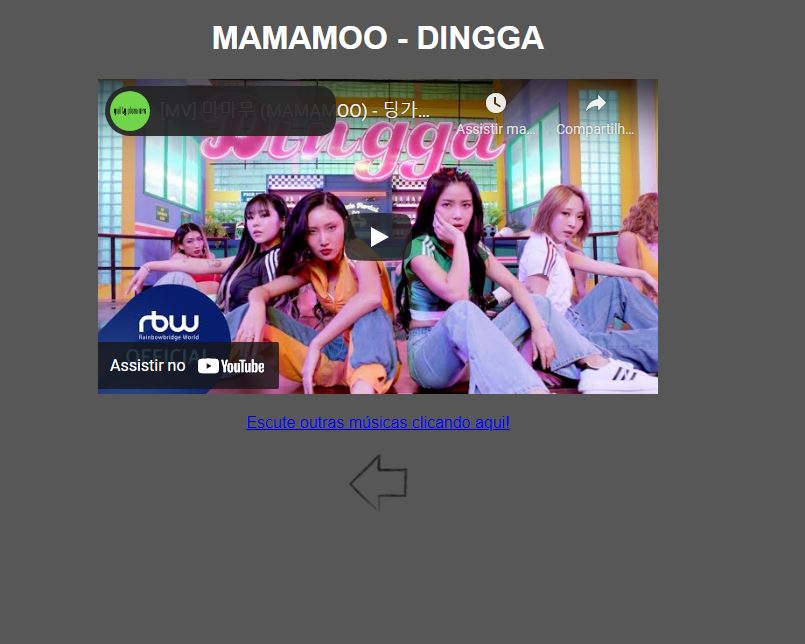 MAMAMOO - DINGGA
[MV] 마마무 (MAMAMOO) - 딩가...
Assistir ma...
Compartilh...
Dingga
rbw
Rainbowbridge World
OFFICIAL
Assistir no YouTube
Escute outras músicas clicando aqui!